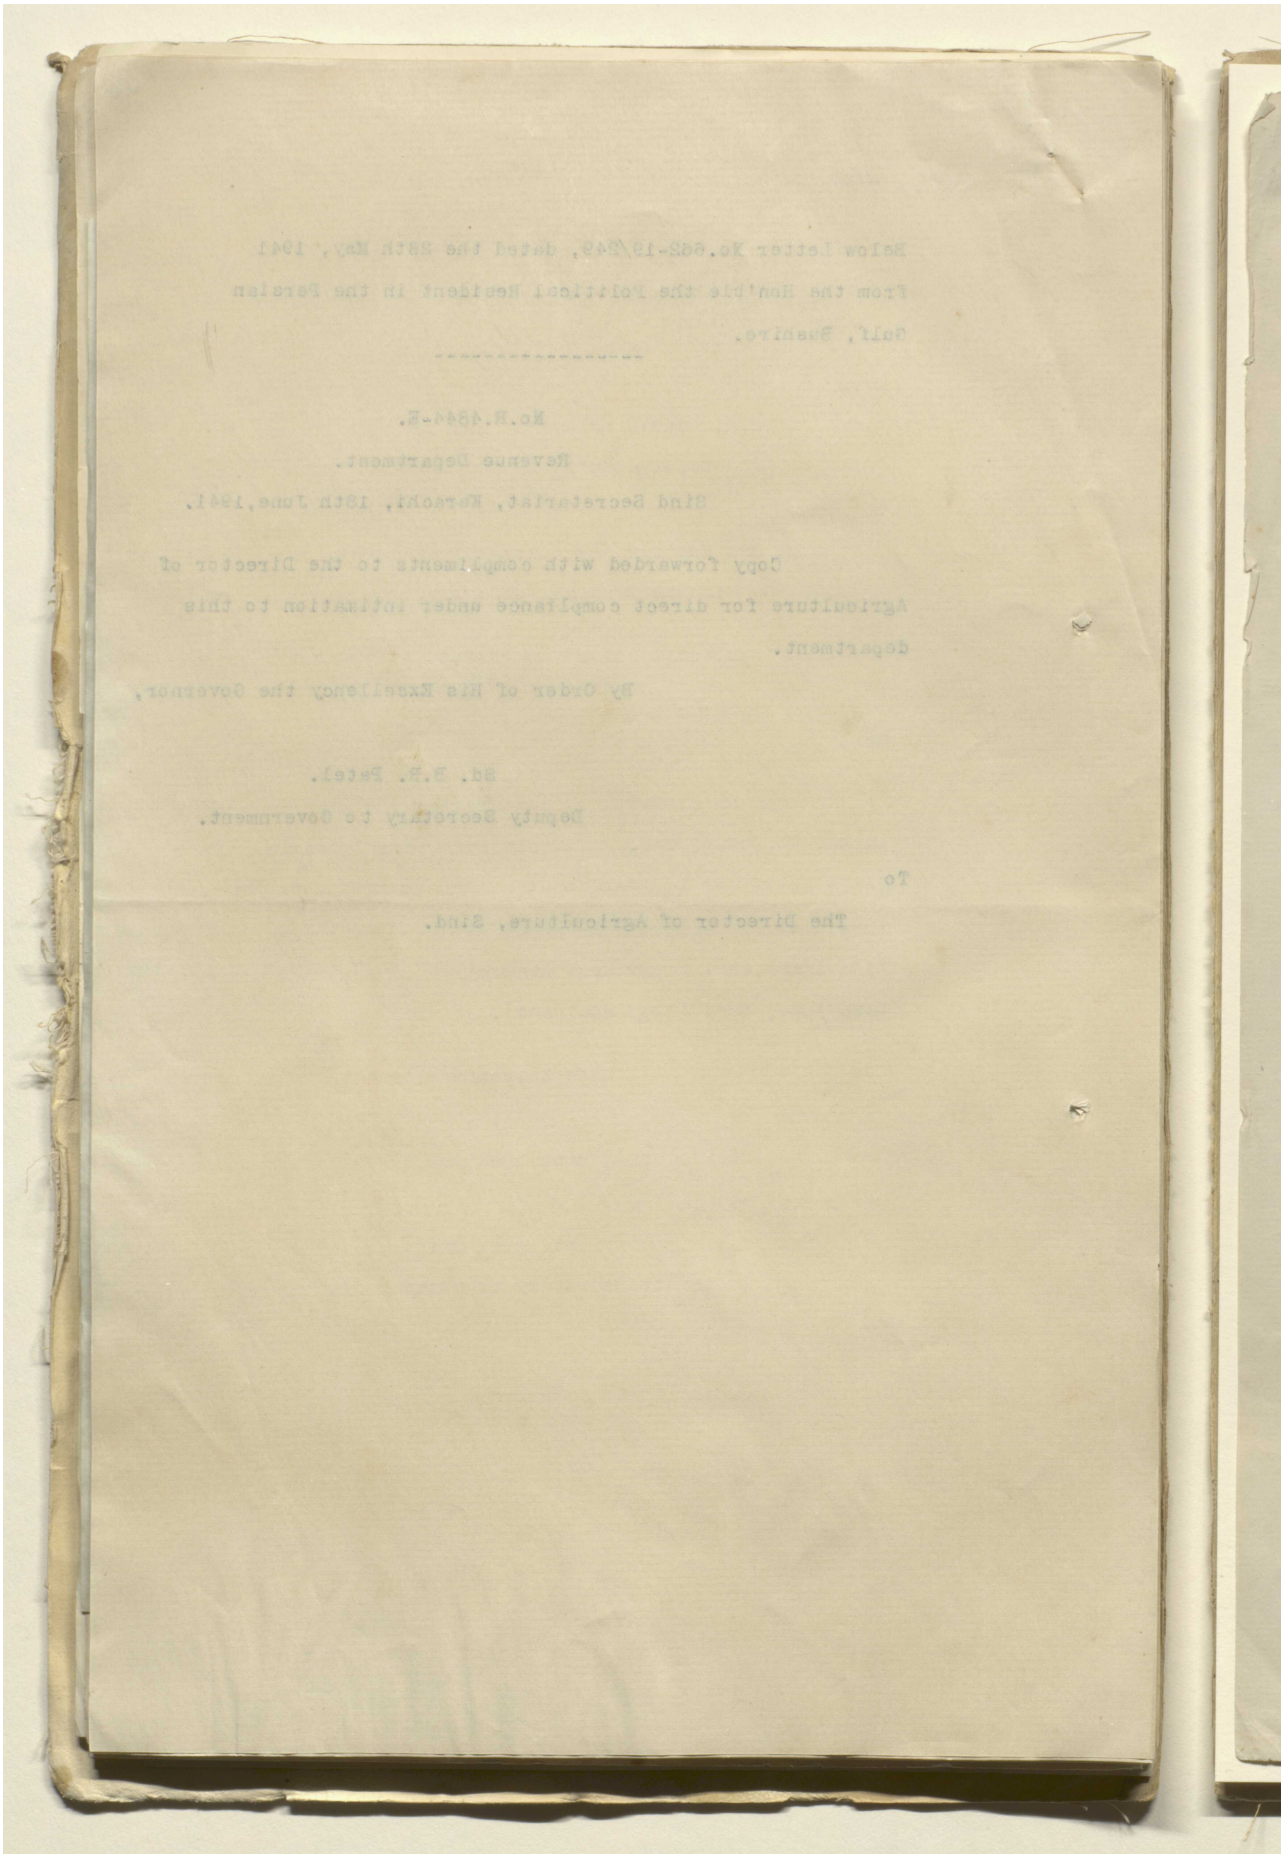 Below Letter No.662-19/249, dated the 28th May, 1941
from the Hon'ble the Political Resident in the Persian
Gulf, Bushire.
-----------------
No.R.4844-E.
Revenue Department.
Sind Secretariat, Karachi, 18th June,1941.
Copy forwarded with compliments to the Director of
Agriculture for direct compliance under intimation to this
department.
By Order of His Excellency the Governor,
Sd. B.R. Patel.
Deputy Secretary to Government.
To
The Director of Agriculture, Sind.